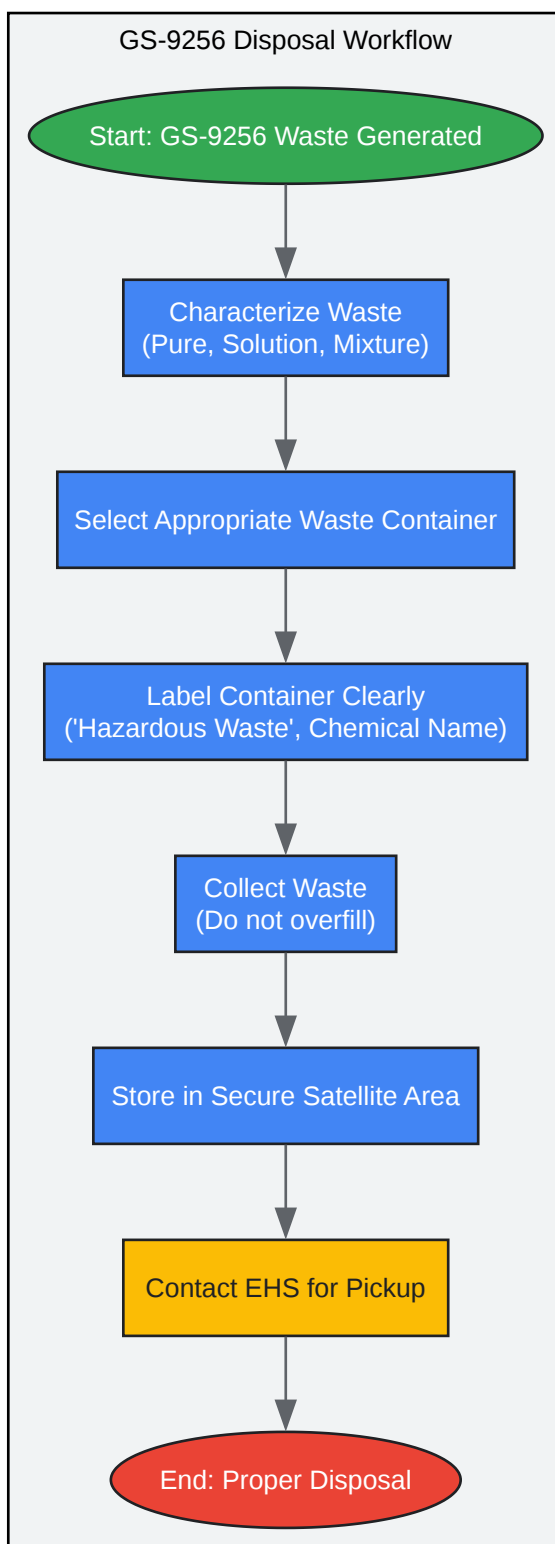 GS-9256 Disposal Workflow
Start: GS-9256 Waste Generated
Characterize Waste
(Pure, Solution, Mixture)
Select Appropriate Waste Container
Label Container Clearly
('Hazardous Waste', Chemical Name)
Collect Waste
(Do not overfill)
Store in Secure Satellite Area
Contact EHS for Pickup
End: Proper Disposal